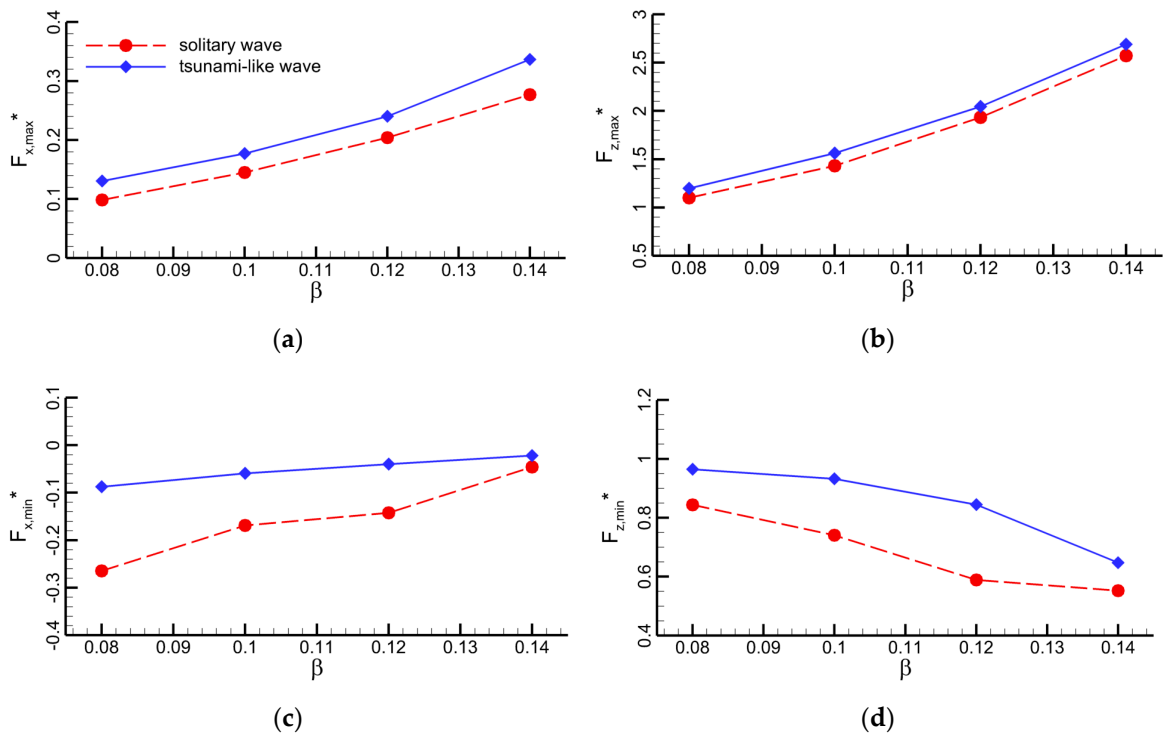 0.4
0.3
0.2
0.1
0
F x,max *
solitary wave
tsunami-like wave
0.08 0.09 0.1 0.11 0.12 0.13 0.14
β
(a)
3
2.5
2
1.5
1
0.5
F z,max *
0.08 0.09 0.1 0.11 0.12 0.13 0.14
β
(b)
0.1
0
-0.1
-0.2
-0.3
-0.4
F x,min *
0.08 0.09 0.1 0.11 0.12 0.13 0.14
β
(c)
1.2
1
0.8
0.6
0.4
F z,min *
0.08 0.09 0.1 0.11 0.12 0.13 0.14
β
(d)